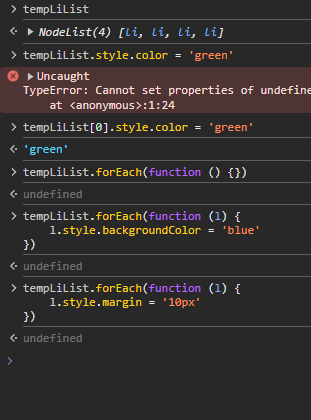 tempLiList
NodeList(4) [li, li, li, li]
tempLiList.style.color = 'green'
Uncaught
TypeError: Cannot set properties of undefine
at <anonymous>:1:24
tempLiList[0].style.color = 'green'
'green'
tempLiList.forEach(function () {})
undefined
tempLiList.forEach(function (l) {
l.style.backgroundColor = 'blue'
})
undefined
tempLiList.forEach(function (l) {
l.style.margin = '10px'
})
undefined